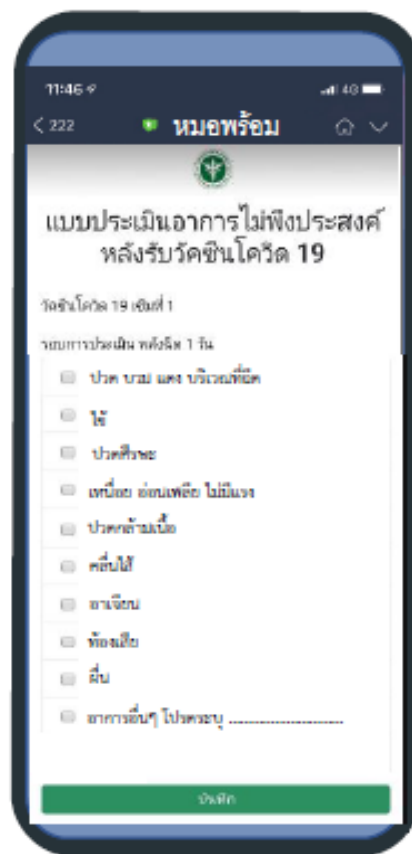 11:46
4G
< 222
หมอพร้อม
แบบประเมินอาการไม่พึงประสงค์
หลังรับวัคซีนโควิด 19
วัคซีนโควิด 19 เข็มที่ 1
รอบการประเมิน หลังฉีด 1 วัน
ปวด บวม แดง บริเวณที่ฉีด
ไข้
ปวดศีรษะ
เหนื่อย อ่อนเพลีย ไม่มีแรง
ปวดกล้ามเนื้อ
คลื่นไส้
อาเจียน
ท้องเสีย
ผื่น
อาการอื่นๆ โปรดระบุ ............................
บันทึก